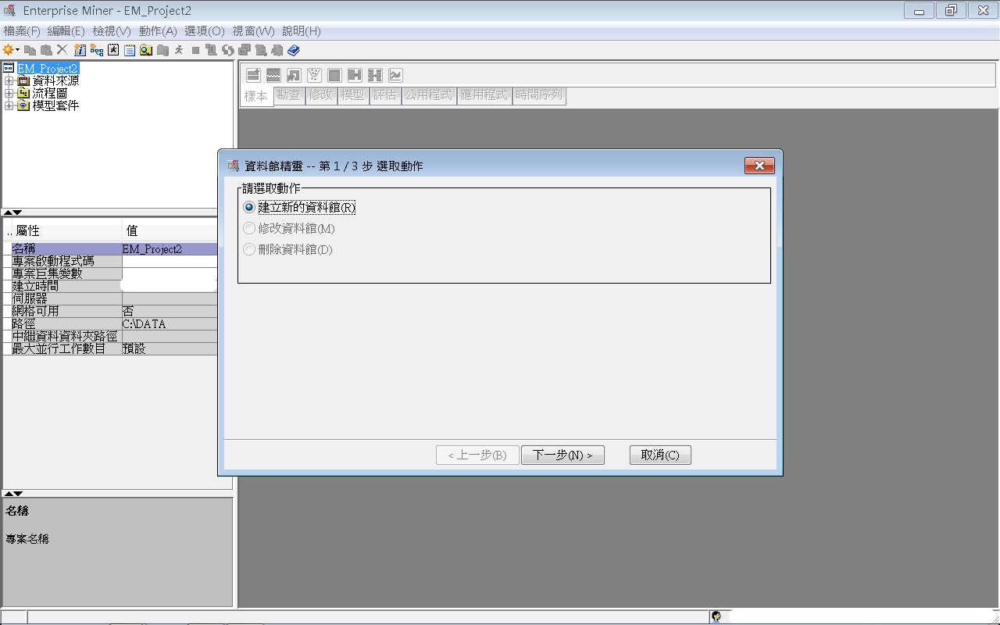 Enterprise Miner - EM_Project2
檔案(F) 編輯(E) 檢視(V) 動作(A) 選項(O) 視窗(W) 說明(H)
EM_Project2
資料來源
流程圖
模型套件
樣本 勘查 修改 模型 評估 公用程式 應用程式 時間序列
.. 屬性 值
名稱 EM_Project2
專案啟動程式碼
專案巨集變數
建立時間
伺服器
網格可用 否
路徑 C:\DATA
中繼資料資料夾路徑
最大並行工作數目 預設
名稱
專案名稱
資料館精靈 -- 第 1 / 3 步 選取動作
請選取動作
建立新的資料館(R)
修改資料館(M)
刪除資料館(D)
< 上一步(B) 下一步(N) > 取消(C)